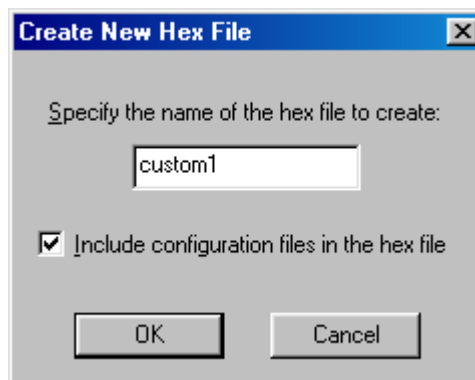 Create New Hex File
Specify the name of the hex file to create:
custom1
Include configuration files in the hex file
OK Cancel